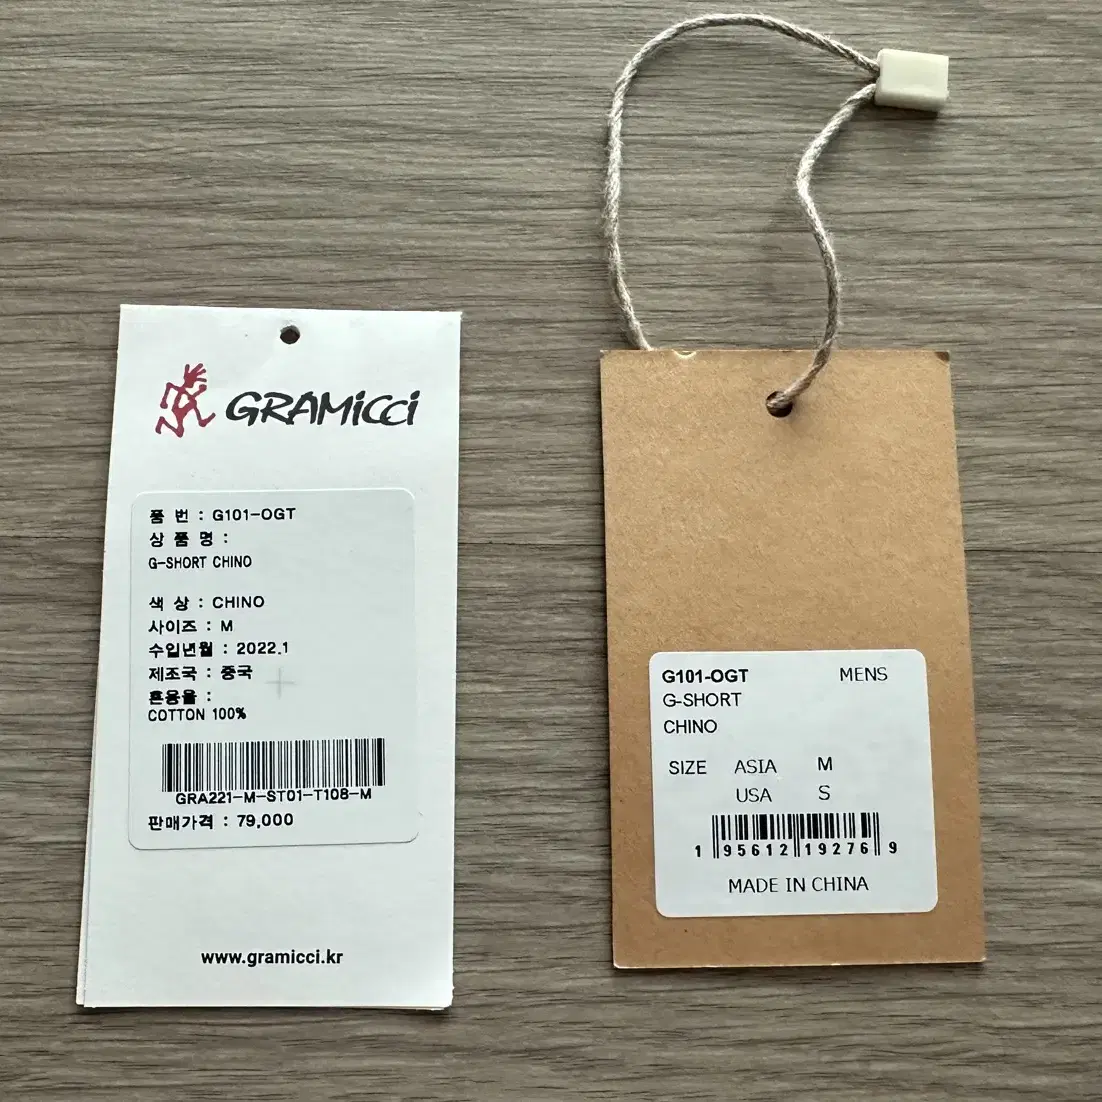 GRAMiCCi
품 번 : G101-OGT
상 품 명 :
G-SHORT CHINO
색 상 : CHINO
사이즈 : M
수입년월 : 2022.1
제조국 : 중국
혼용율 :
COTTON 100%
GRA221-M-ST01-T108-M
판매가격 : 79,000
www.gramicci.kr
G101-OGT MENS
G-SHORT
CHINO
SIZE ASIA M
USA S
1 95612 19276 9
MADE IN CHINA